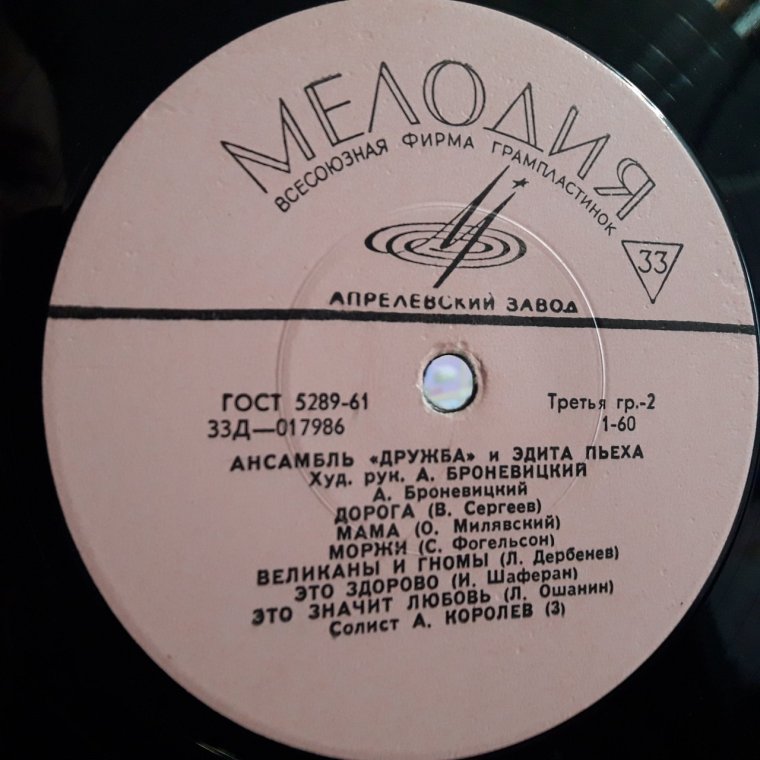 МЕЛОДИЯ
ВСЕСОЮЗНАЯ ФИРМА ГРАМПЛАСТИНОК
33
АПРЕЛЕВСКИЙ ЗАВОД
ГОСТ 5289-61
Третья гр.-2
33Д—017986
1-60
АНСАМБЛЬ «ДРУЖБА» и ЭДИТА ПЬЕХА
Худ. рук. А. БРОНЕВИЦКИЙ
А. Броневицкий
ДОРОГА (В. Сергеев)
МАМА (О. Милявский)
МОРЖИ (С. Фогельсон)
ВЕЛИКАНЫ И ГНОМЫ (Л. Дербенев)
ЭТО ЗДОРОВО (И. Шаферан)
ЭТО ЗНАЧИТ ЛЮБОВЬ (Л. Ошанин)
Солист А. КОРОЛЕВ (3)